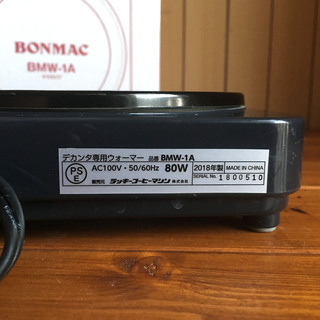 BONMAC
BMW-1A
デカンタ専用ウォーマー 品番 BMW-1A
PS
E
AC100V・50/60Hz 80W
2018年製 MADE IN CHINA
SERIAL No. 1800510
販売元 ラッキーコーヒーマシン株式会社